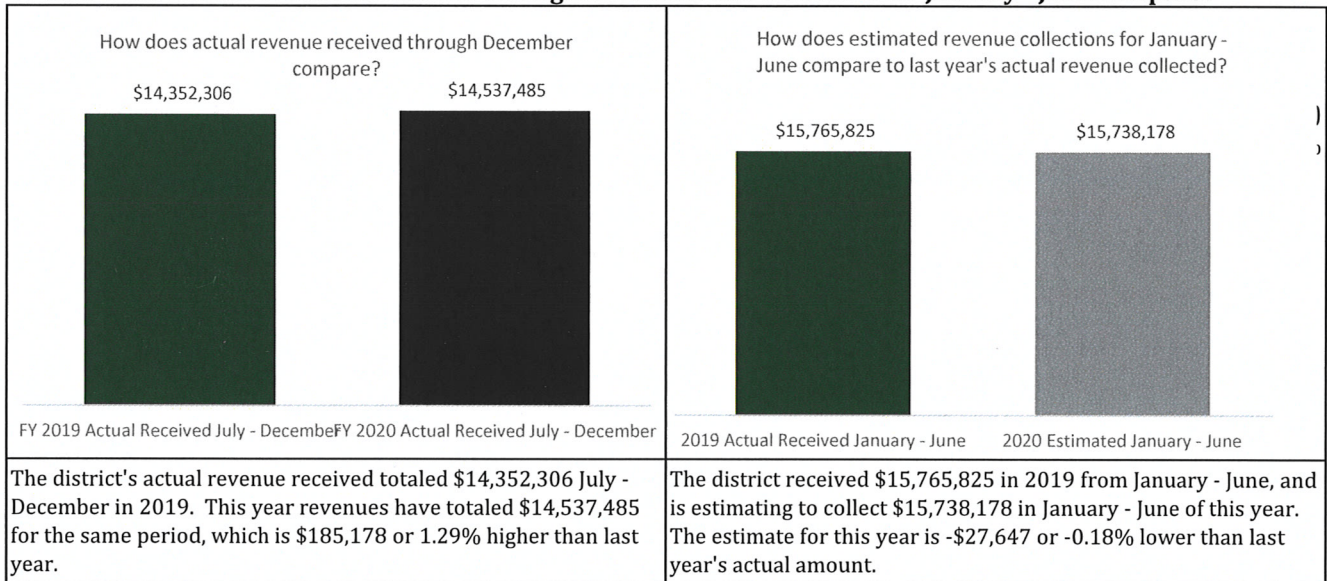 How does actual revenue received through December
compare?
$14,352,306
$14,537,485
FY 2019 Actual Received July - December
FY 2020 Actual Received July - December
The district's actual revenue received totaled $14,352,306 July -
December in 2019. This year revenues have totaled $14,537,485
for the same period, which is $185,178 or 1.29% higher than last
year.
How does estimated revenue collections for January -
June compare to last year's actual revenue collected?
$15,765,825
$15,738,178
2019 Actual Received January - June
2020 Estimated January - June
The district received $15,765,825 in 2019 from January - June, and
is estimating to collect $15,738,178 in January - June of this year.
The estimate for this year is -$27,647 or -0.18% lower than last
year's actual amount.